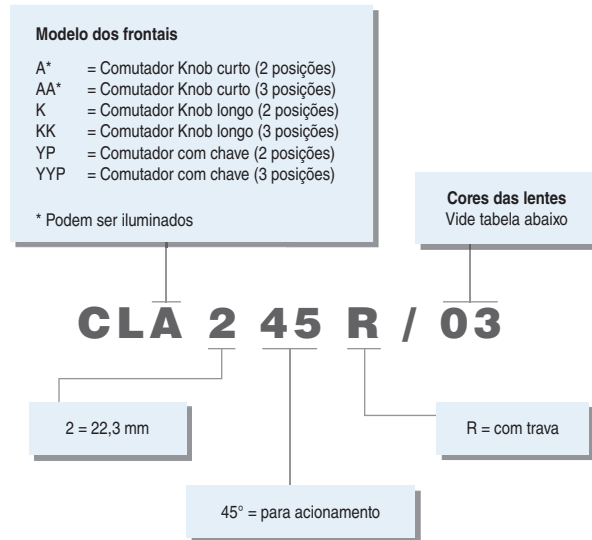 Modelo dos frontais
A* = Comutador Knob curto (2 posições)
AA* = Comutador Knob curto (3 posições)
K = Comutador Knob longo (2 posições)
KK = Comutador Knob longo (3 posições)
YP = Comutador com chave (2 posições)
YYP = Comutador com chave (3 posições)
* Podem ser iluminados
Cores das lentes
Vide tabela abaixo
CLA 2 45 R / 03
2 = 22,3 mm
R = com trava
45° = para acionamento